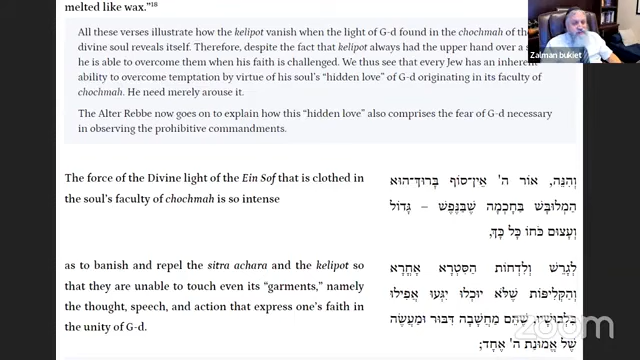 melted like wax."18
All these verses illustrate how the kelipot vanish when the light of G-d found in the chochmah of the
divine soul reveals itself. Therefore, despite the fact that kelipot always had the upper hand over a
he is able to overcome them when his faith is challenged. We thus see that every Jew has an inherent
ability to overcome temptation by virtue of his soul's "hidden love" of G-d originating in its faculty of
chochmah. He need merely arouse it.
The Alter Rebbe now goes on to explain how this "hidden love" also comprises the fear of G-d necessary
in observing the prohibitive commandments.
The force of the Divine light of the Ein Sof that is clothed in
the soul's faculty of chochmah is so intense
וְהִנֵּה, אוֹר ה' אֵין־סוֹף בָּרוּךְ־הוּא
הַמְלוּבָּשׁ בַּחָכְמָה שֶׁבַּנֶּפֶשׁ – גָּדוֹל
וְעָצוּם כֹּחוֹ כָּל כָּךְ,
as to banish and repel the sitra achara and the kelipot so
that they are unable to touch even its "garments," namely
the thought, speech, and action that express one's faith in
the unity of G-d.
לְגָרֵשׁ וְלִדְחוֹת הַסִּטְרָא אָחֳרָא
וְהַקְּלִיפּוֹת שֶׁלֹּא יוּכְלוּ יִגְּעוּ אֲפִילּוּ
בִּלְבוּשָׁיו, שֶׁהֵם מַחֲשָׁבָה דִּבּוּר וּמַעֲשֶׂה
שֶׁל אֱמוּנַת ה' אֶחָד;
Zalman bukiet
zoom